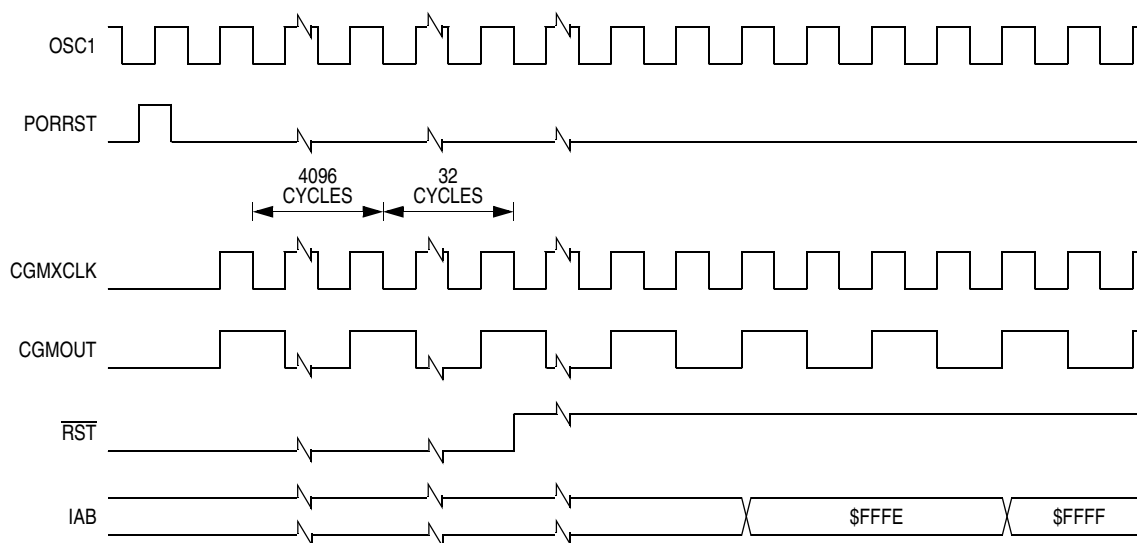 OSC1
PORRST
4096
CYCLES
32
CYCLES
CGMXCLK
CGMOUT
RST
IAB
$FFFE
$FFFF